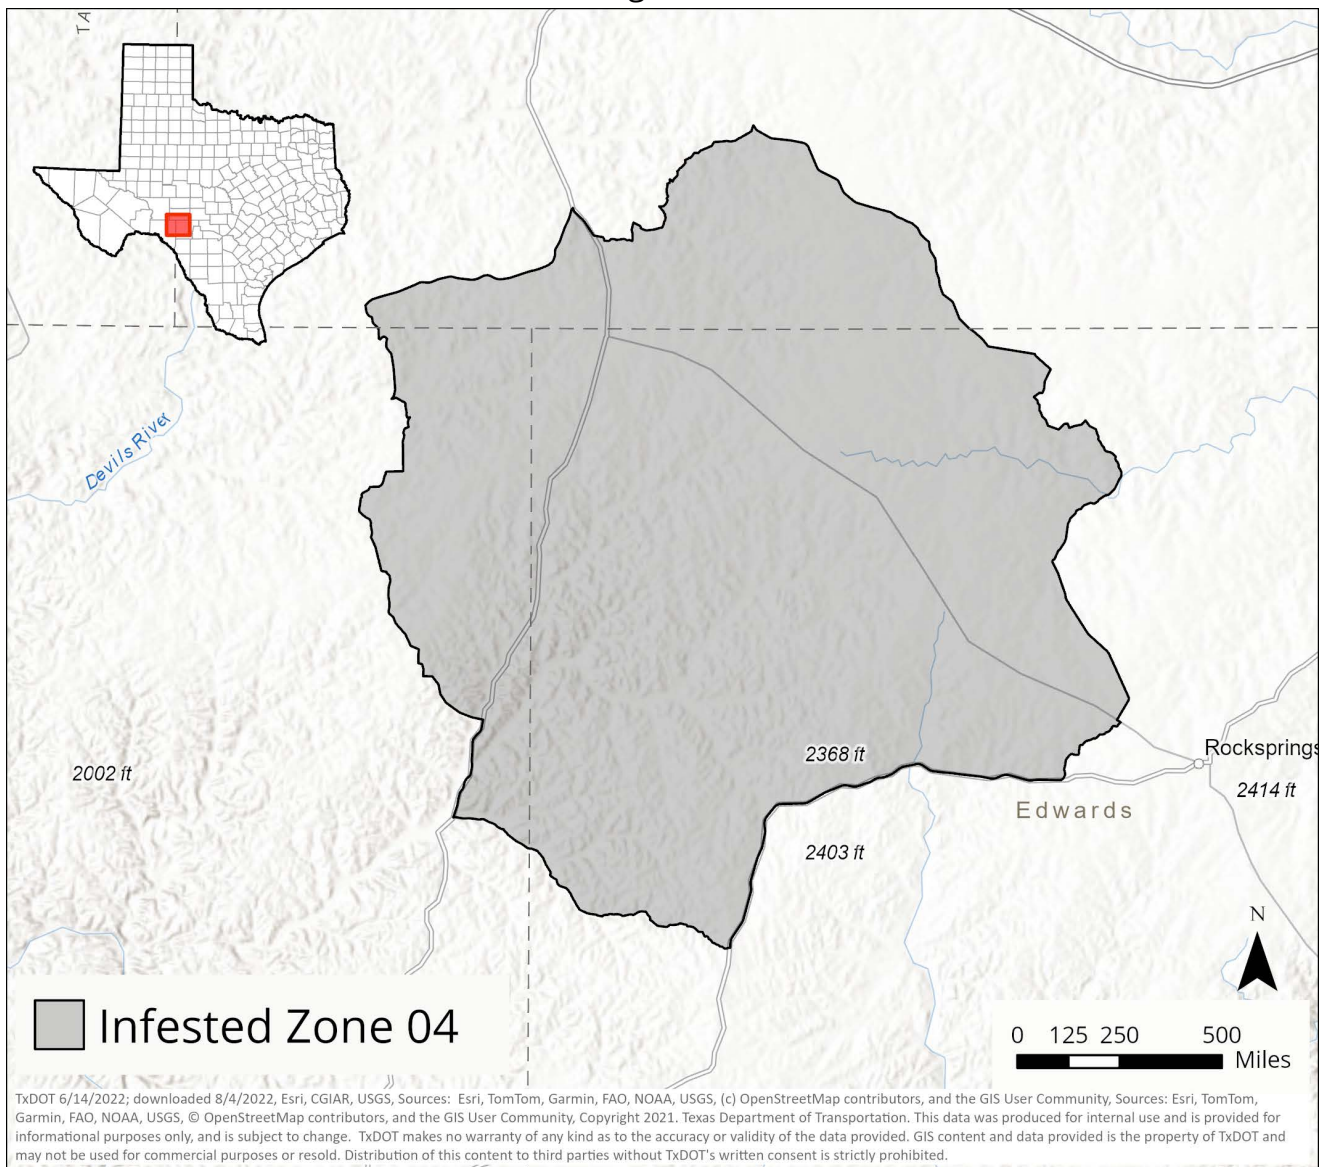 TA
Devils River
2368 ft
Rocksprings
2002 ft
2414 ft
Edwards
2403 ft
N
Infested Zone 04
0 125 250 500
Miles
TxDOT 6/14/2022; downloaded 8/4/2022, Esri, CGIAR, USGS, Sources: Esri, TomTom, Garmin, FAO, NOAA, USGS, (c) OpenStreetMap contributors, and the GIS User Community, Sources: Esri, TomTom,
Garmin, FAO, NOAA, USGS, © OpenStreetMap contributors, and the GIS User Community, Copyright 2021. Texas Department of Transportation. This data was produced for internal use and is provided for
informational purposes only, and is subject to change. TxDOT makes no warranty of any kind as to the accuracy or validity of the data provided. GIS content and data provided is the property of TxDOT and
may not be used for commercial purposes or resold. Distribution of this content to third parties without TxDOT's written consent is strictly prohibited.